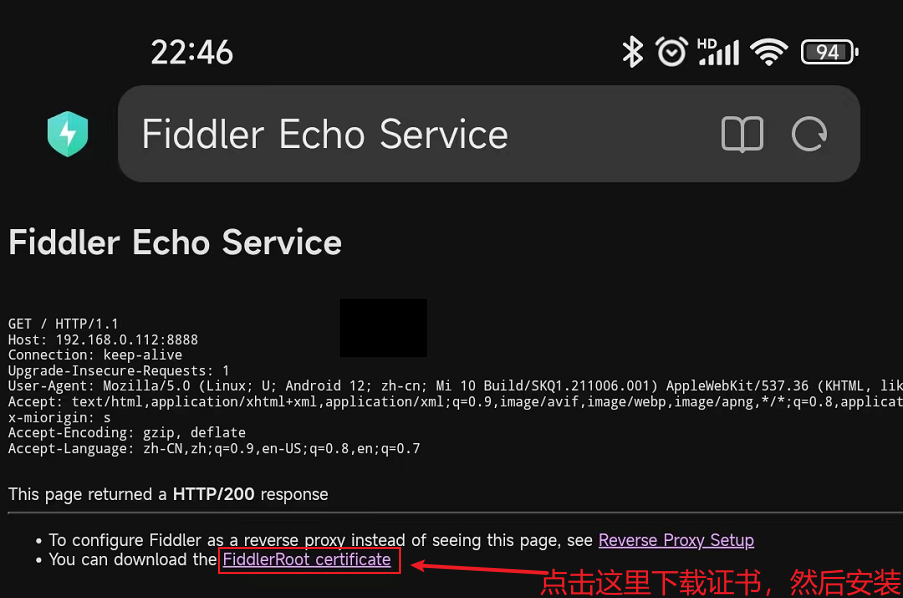 22:46
HD
94
Fiddler Echo Service
Fiddler Echo Service
GET / HTTP/1.1
Host: 192.168.0.112:8888
Connection: keep-alive
Upgrade-Insecure-Requests: 1
User-Agent: Mozilla/5.0 (Linux; U; Android 12; zh-cn; Mi 10 Build/SKQ1.211006.001) AppleWebKit/537.36 (KHTML, lik
Accept: text/html,application/xhtml+xml,application/xml;q=0.9,image/avif,image/webp,image/apng,*/*;q=0.8,applicat
x-miorigin: s
Accept-Encoding: gzip, deflate
Accept-Language: zh-CN,zh;q=0.9,en-US;q=0.8,en;q=0.7
This page returned a HTTP/200 response
• To configure Fiddler as a reverse proxy instead of seeing this page, see Reverse Proxy Setup
• You can download the FiddlerRoot certificate
点击这里下载证书，然后安装